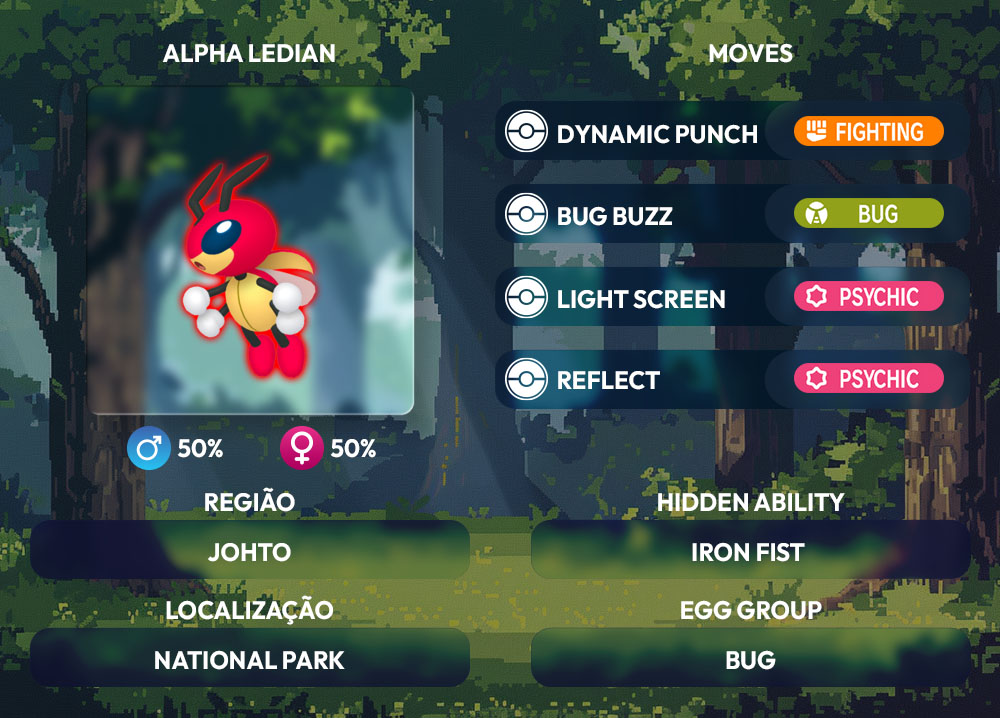 ALPHA LEDIAN
♂ 50% ♀ 50%
REGIÃO
JOHTO
LOCALIZAÇÃO
NATIONAL PARK
MOVES
DYNAMIC PUNCH FIGHTING
BUG BUZZ BUG
LIGHT SCREEN PSYCHIC
REFLECT PSYCHIC
HIDDEN ABILITY
IRON FIST
EGG GROUP
BUG